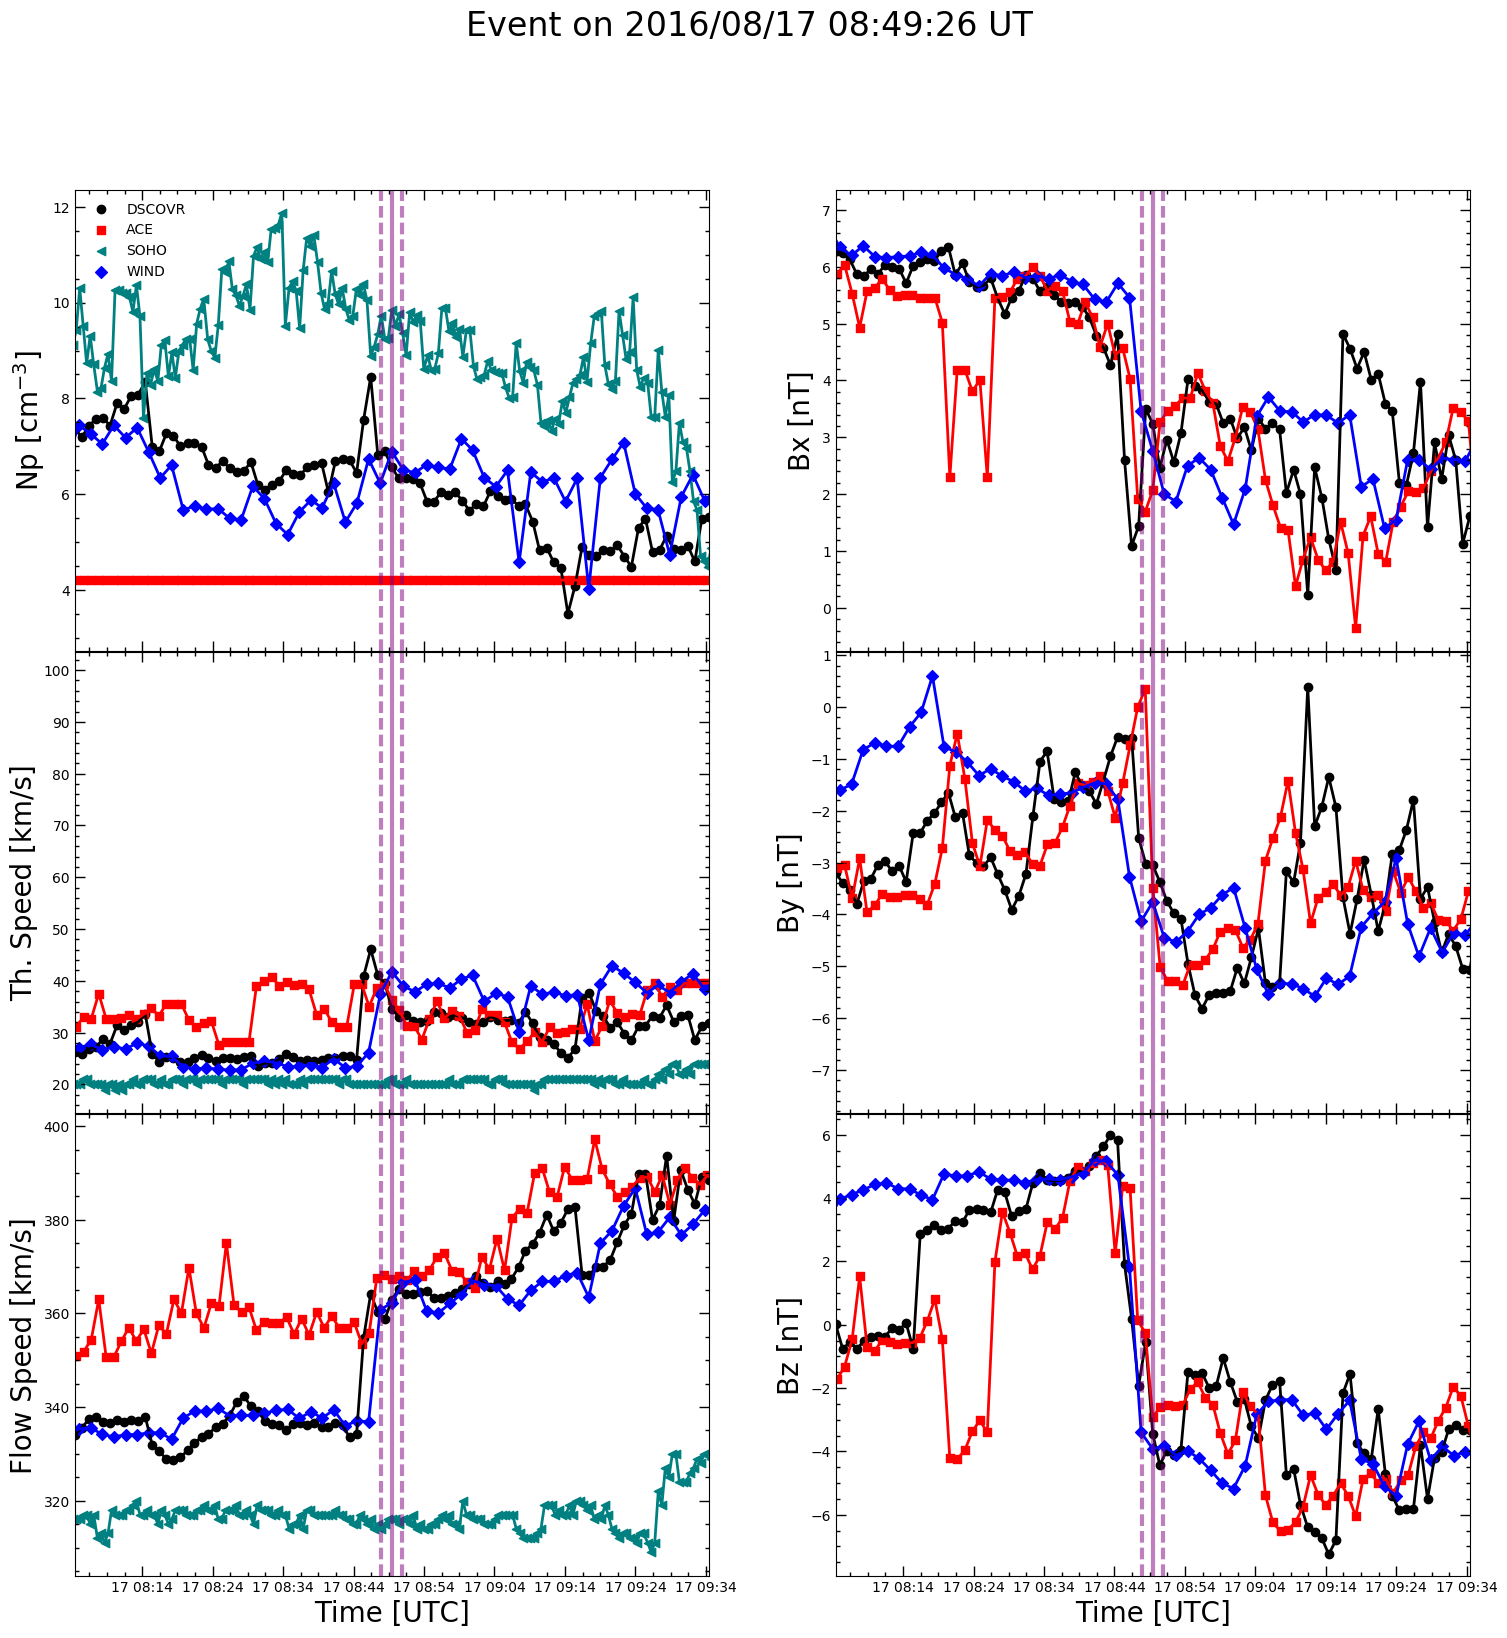 Event on 2016/08/17 08:49:26 UT
Np [cm⁻³]
12
10
8
6
4
DSCOVR
ACE
SOHO
WIND
Th. Speed [km/s]
100
90
80
70
60
50
40
30
20
Flow Speed [km/s]
400
380
360
340
320
17 08:14 17 08:24 17 08:34 17 08:44 17 08:54 17 09:04 17 09:14 17 09:24 17 09:34
Time [UTC]
Bx [nT]
7
6
5
4
3
2
1
0
By [nT]
1
0
−1
−2
−3
−4
−5
−6
−7
Bz [nT]
6
4
2
0
−2
−4
−6
17 08:14 17 08:24 17 08:34 17 08:44 17 08:54 17 09:04 17 09:14 17 09:24 17 09:34
Time [UTC]